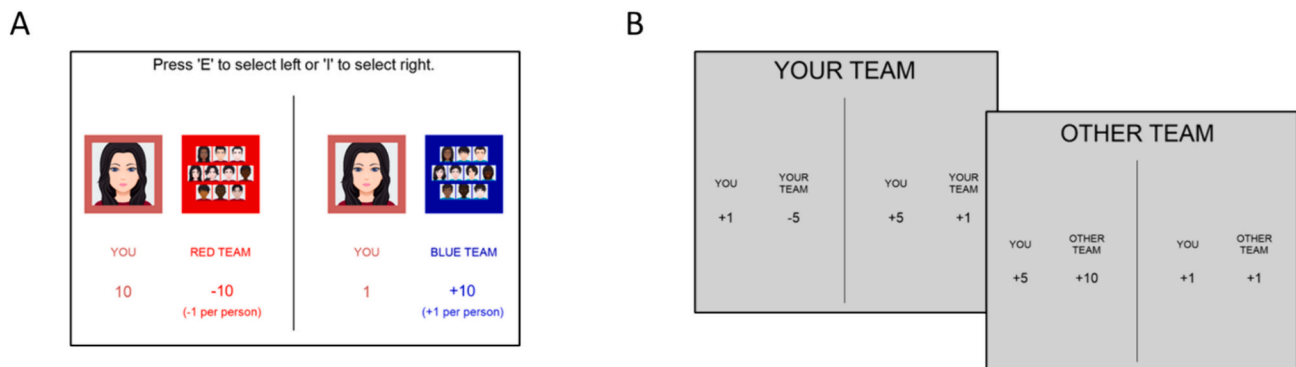 A
Press 'E' to select left or 'I' to select right.
YOU
RED TEAM
YOU
BLUE TEAM
10
-10
1
+10
(-1 per person)
(+1 per person)
B
YOUR TEAM
YOU
YOUR
TEAM
YOU
YOUR
TEAM
+1
-5
+5
+1
OTHER TEAM
YOU
OTHER
TEAM
YOU
OTHER
TEAM
+5
+10
+1
+1